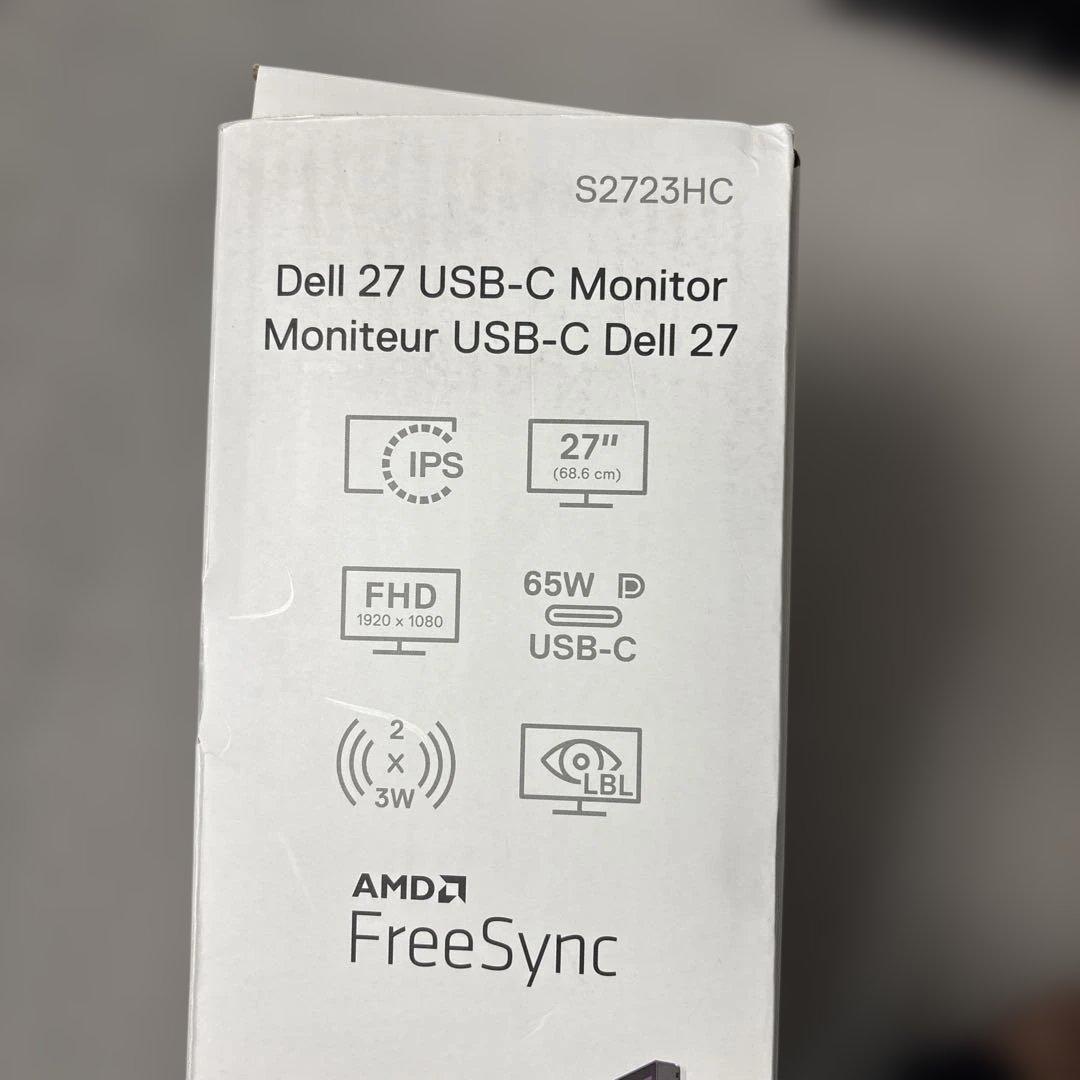 S2723HC
Dell 27 USB-C Monitor
Moniteur USB-C Dell 27
IPS
27"
(68.6 cm)
FHD
1920 x 1080
65W
USB-C
2
x
3W
LBL
AMD
FreeSync